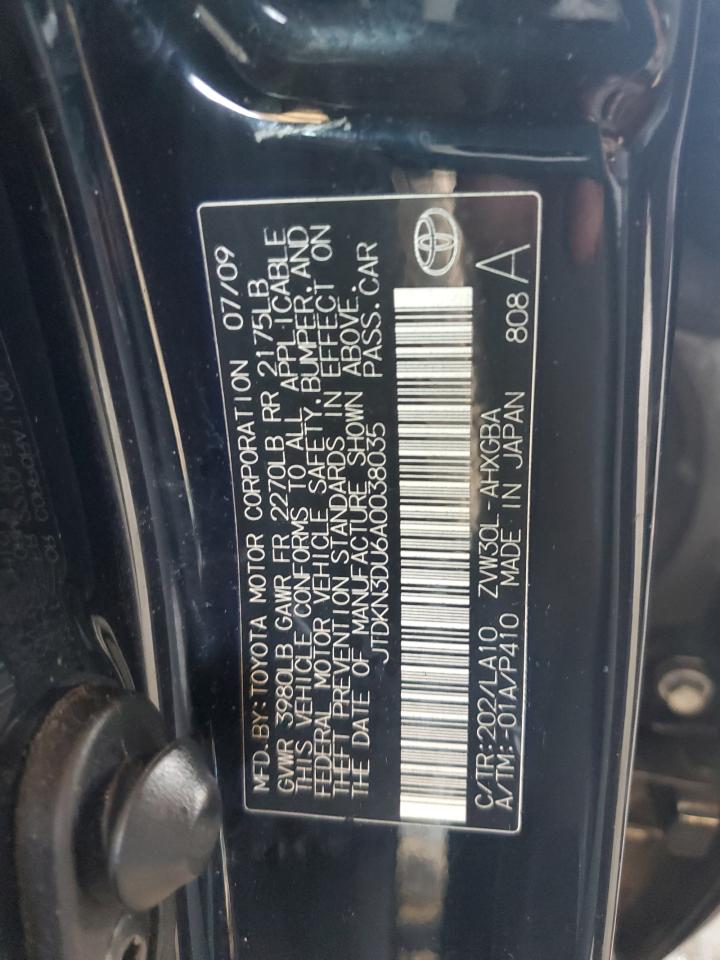 MFD.BY:TOYOTA MOTOR CORPORATION 07/09
GVWR 3980LB GAWR FR 2270LB RR 2175LB
THIS VEHICLE CONFORMS TO ALL APPLICABLE
FEDERAL MOTOR VEHICLE SAFETY,BUMPER,AND
THEFT PREVENTION STANDARDS IN EFFECT ON
THE DATE OF MANUFACTURE SHOWN ABOVE.
JTDKN3DU6A0038035 PASS.CAR
C/TR:202/LA10 ZVW30L-AHXGBA
A/TM:-01A/P410 MADE IN JAPAN 808 A